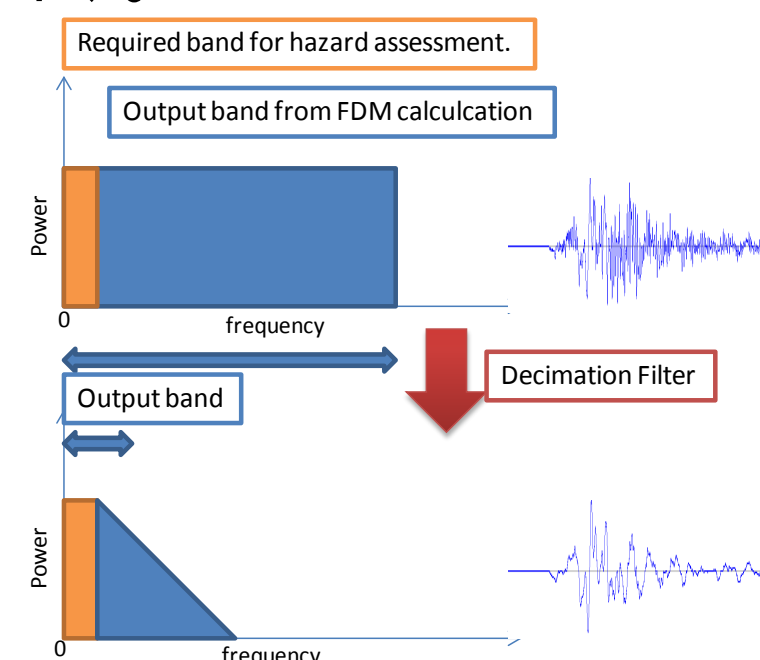 Required band for hazard assessment.
Output band from FDM calculcation
Power
0
frequency
Decimation Filter
Output band
Power
0
frequency